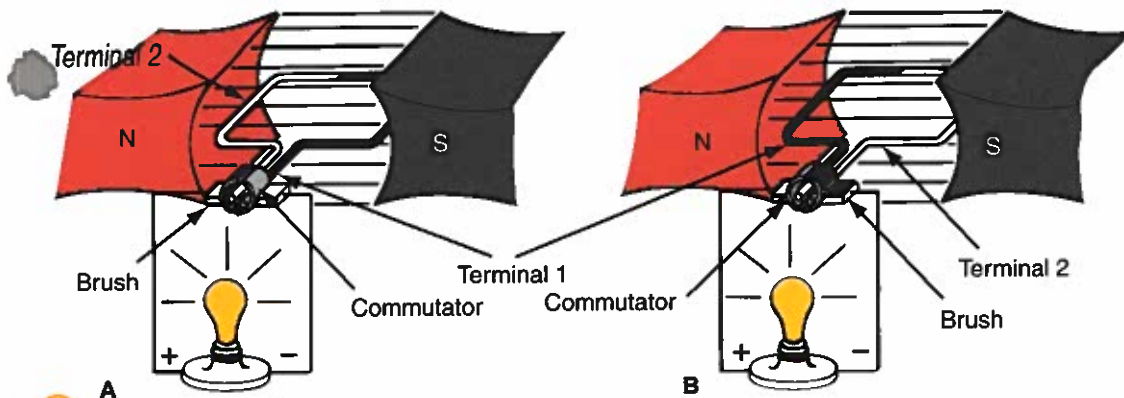 Terminal 2
N
S
N
S
Brush
Commutator
Terminal 1
Commutator
Terminal 2
Brush
+
−
+
−
A
B